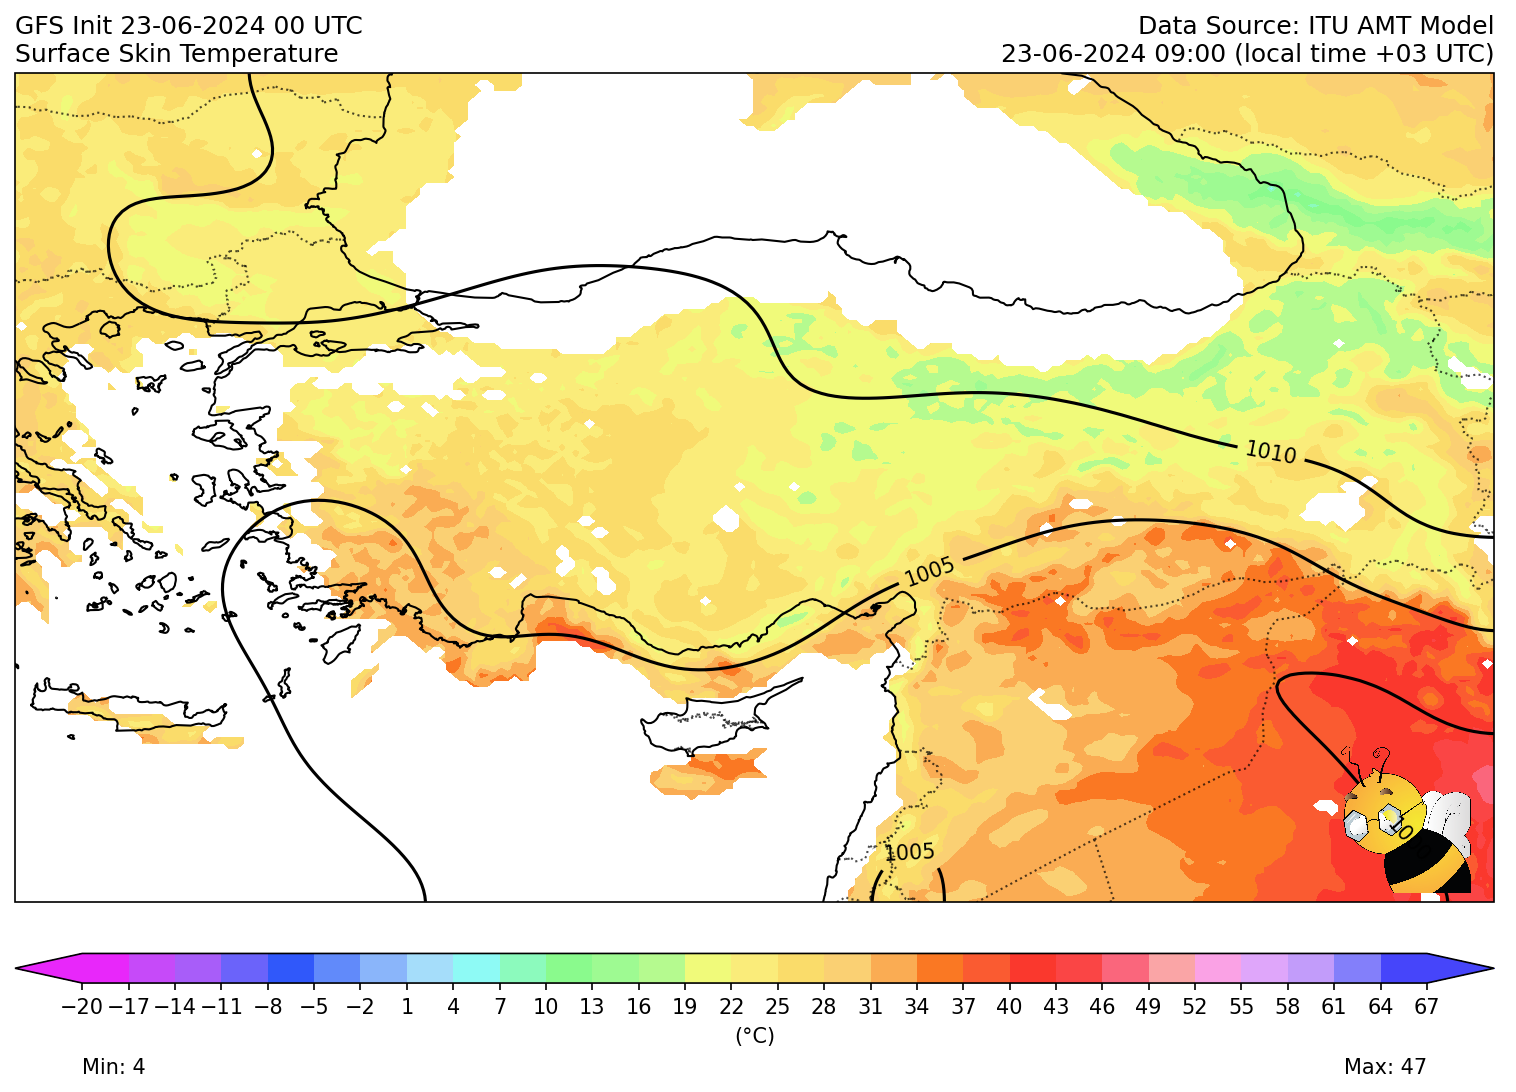 GFS Init 23-06-2024 00 UTC
Surface Skin Temperature
Data Source: ITU AMT Model
23-06-2024 09:00 (local time +03 UTC)
1010
1005
10
1005
−20 −17 −14 −11 −8 −5 −2 1 4 7 10 13 16 19 22 25 28 31 34 37 40 43 46 49 52 55 58 61 64 67
(°C)
Min: 4
Max: 47